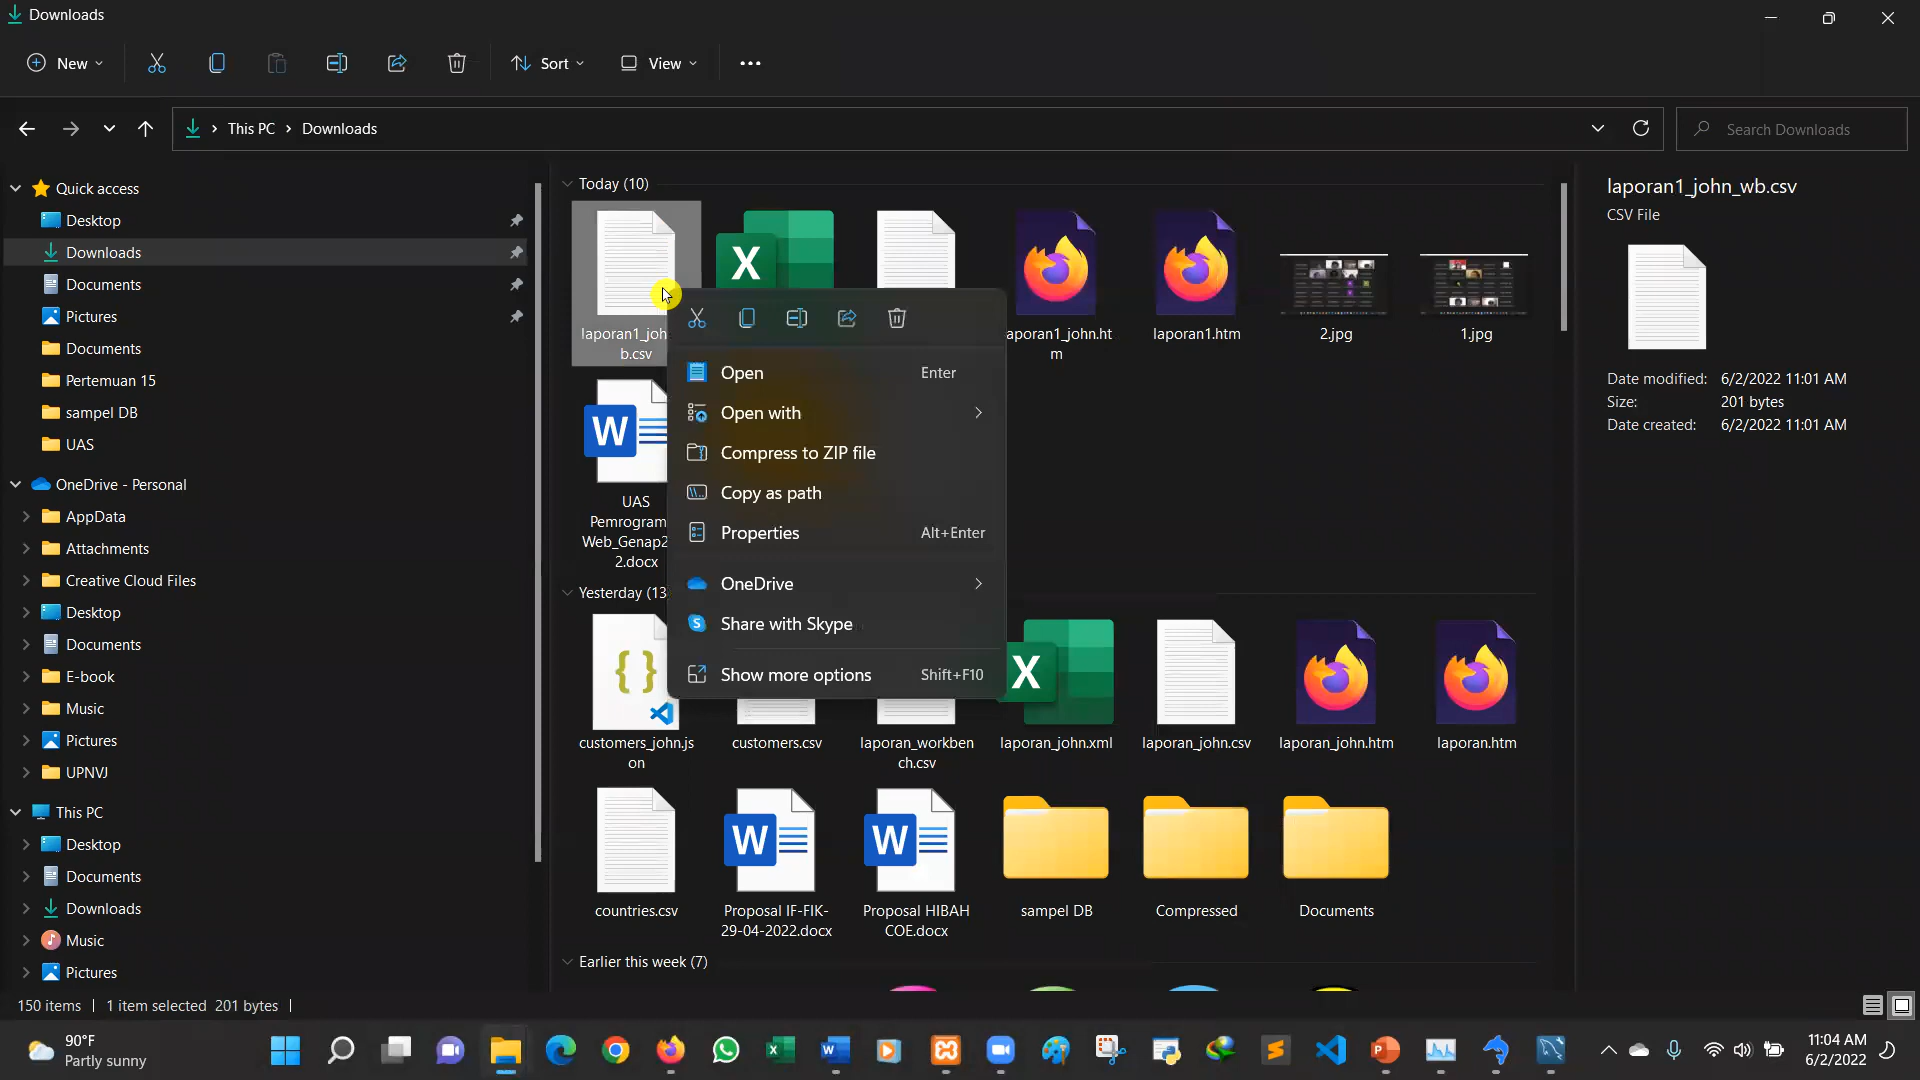 Downloads
New
Sort
View
This PC
Downloads
Search Downloads
Quick access
Desktop
Downloads
Documents
Pictures
Documents
Pertemuan 15
sampel DB
UAS
OneDrive - Personal
AppData
Attachments
Creative Cloud Files
Desktop
Documents
E-book
Music
Pictures
UPNVJ
This PC
Desktop
Documents
Downloads
Music
Pictures
Today (10)
laporan1_joh
b.csv
aporan1_john.ht
m
laporan1.htm
2.jpg
1.jpg
UAS
Pemrogram
Web_Genap2
2.docx
Open Enter
Open with
Compress to ZIP file
Copy as path
Properties Alt+Enter
OneDrive
Share with Skype
Show more options Shift+F10
Yesterday (13
customers_john.js
on
customers.csv
laporan_workben
ch.csv
laporan_john.xml
laporan_john.csv
laporan_john.htm
laporan.htm
countries.csv
Proposal IF-FIK-
29-04-2022.docx
Proposal HIBAH
COE.docx
sampel DB
Compressed
Documents
Earlier this week (7)
laporan1_john_wb.csv
CSV File
Date modified: 6/2/2022 11:01 AM
Size: 201 bytes
Date created: 6/2/2022 11:01 AM
150 items
1 item selected 201 bytes
90°F
Partly sunny
11:04 AM
6/2/2022